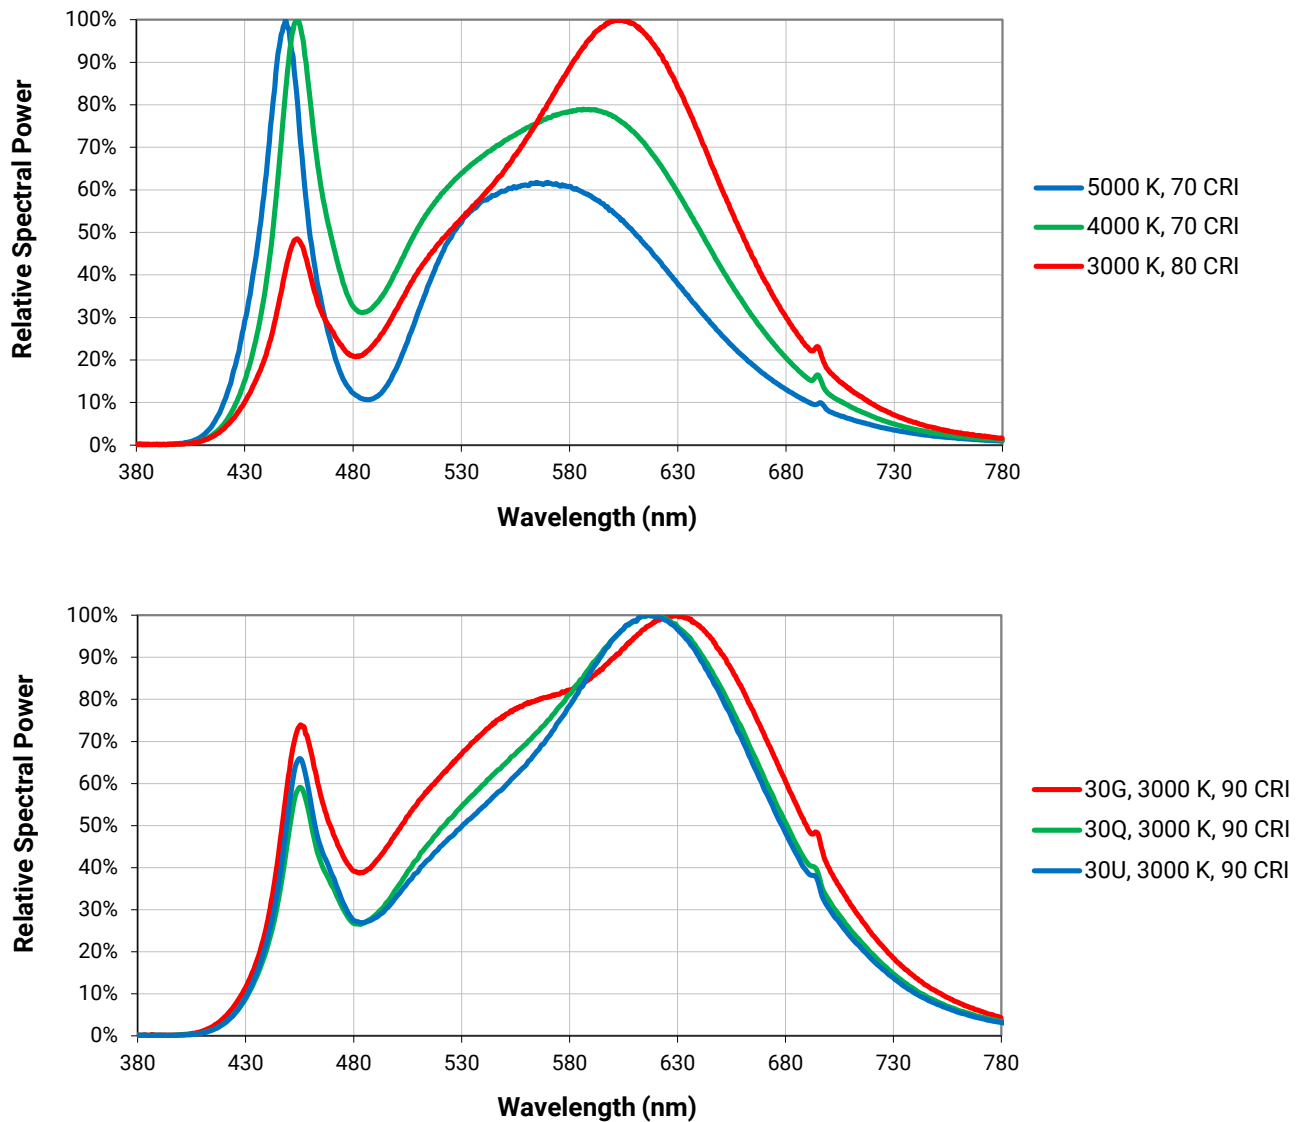 Relative Spectral Power
100%
90%
80%
70%
60%
50%
40%
30%
20%
10%
0%
380 430 480 530 580 630 680 730 780
Wavelength (nm)
5000 K, 70 CRI
4000 K, 70 CRI
3000 K, 80 CRI
Relative Spectral Power
100%
90%
80%
70%
60%
50%
40%
30%
20%
10%
0%
380 430 480 530 580 630 680 730 780
Wavelength (nm)
30G, 3000 K, 90 CRI
30Q, 3000 K, 90 CRI
30U, 3000 K, 90 CRI